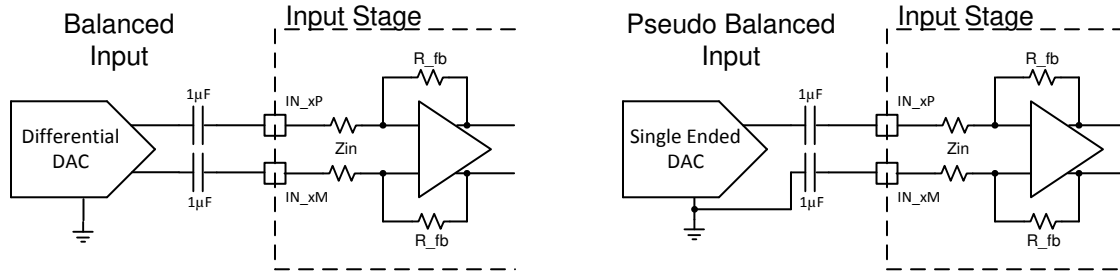 Balanced
Input
Input Stage
R_fb
1µF
IN_xP
Differential
DAC
Zin
1µF
IN_xM
R_fb
Pseudo Balanced
Input
Input Stage
R_fb
1µF
IN_xP
Single Ended
DAC
Zin
1µF
IN_xM
R_fb